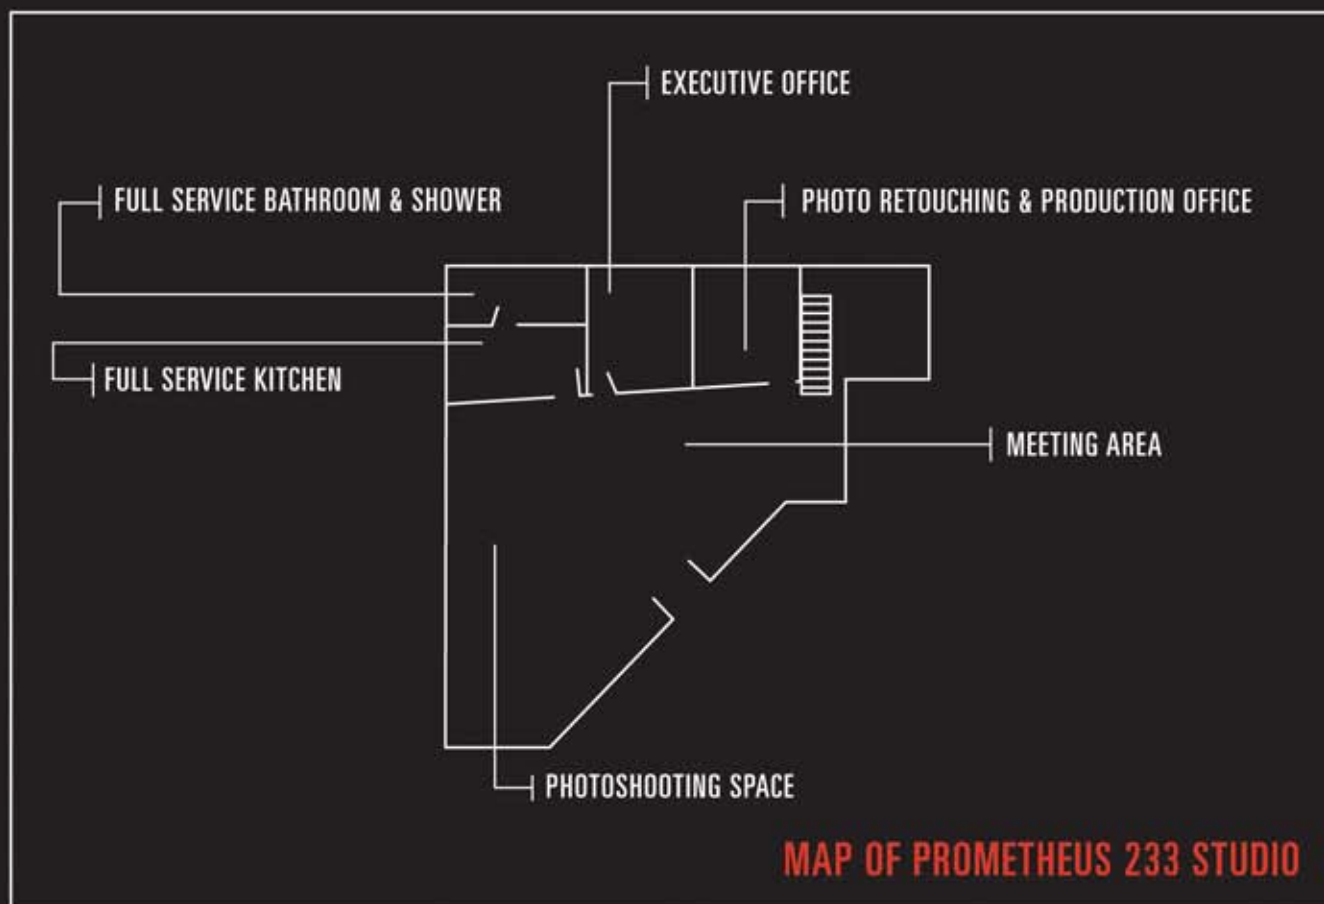 EXECUTIVE OFFICE
FULL SERVICE BATHROOM & SHOWER
PHOTO RETOUCHING & PRODUCTION OFFICE
FULL SERVICE KITCHEN
MEETING AREA
PHOTOSHOOTING SPACE
MAP OF PROMETHEUS 233 STUDIO